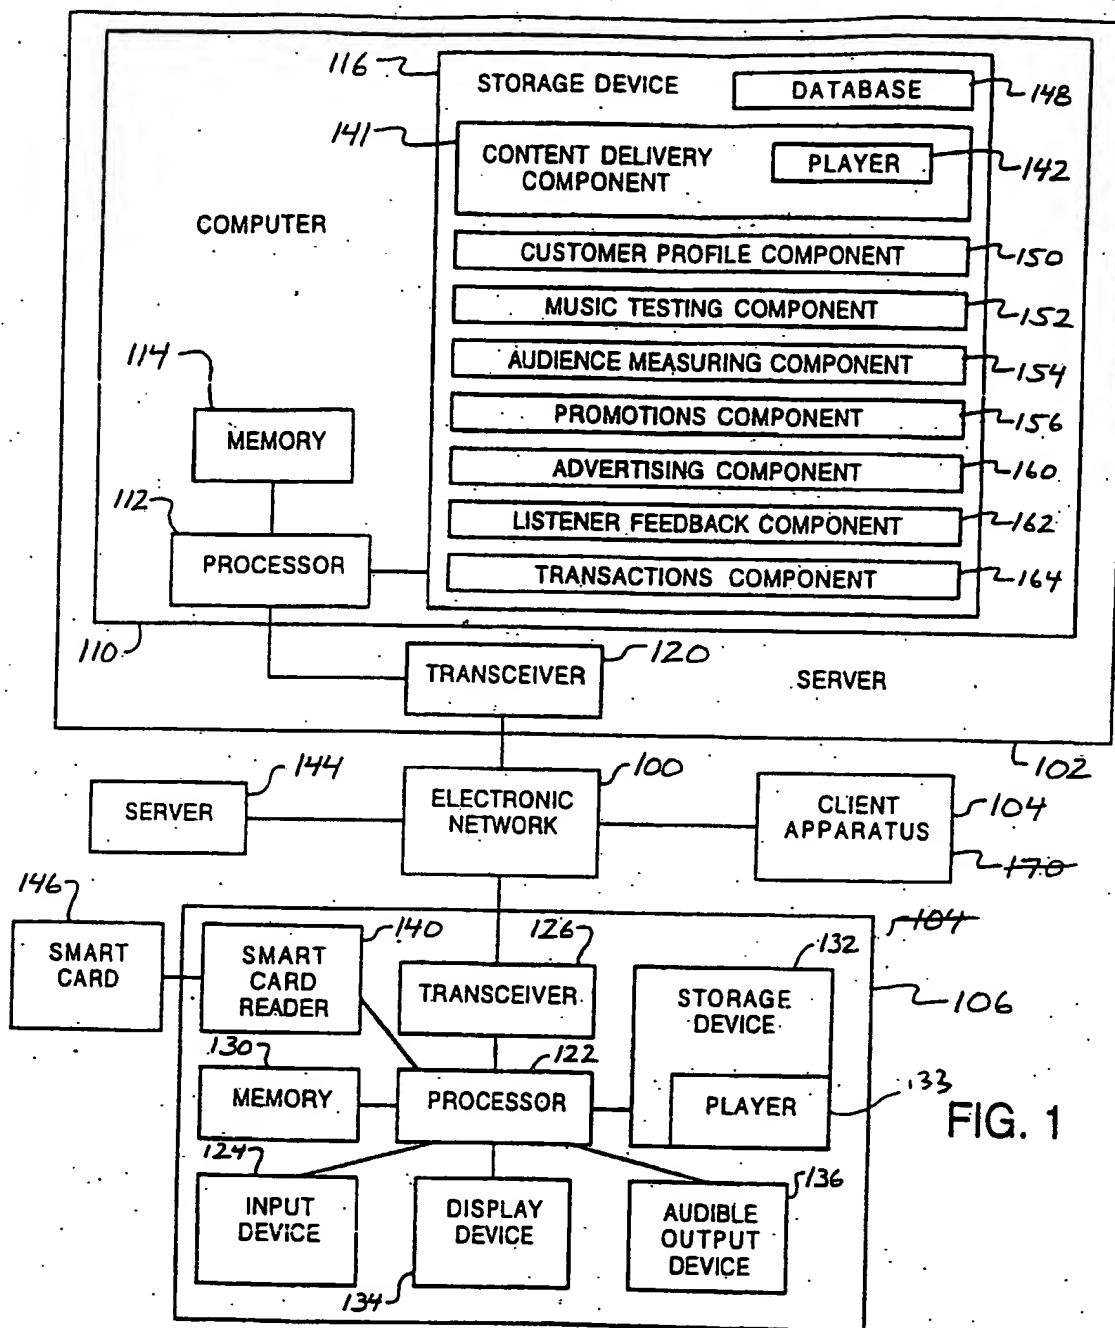 116
STORAGE DEVICE
DATABASE
148
141
CONTENT DELIVERY
COMPONENT
PLAYER
142
COMPUTER
CUSTOMER PROFILE COMPONENT
150
MUSIC TESTING COMPONENT
152
114
AUDIENCE MEASURING COMPONENT
154
MEMORY
PROMOTIONS COMPONENT
156
ADVERTISING COMPONENT
160
112
LISTENER FEEDBACK COMPONENT
162
PROCESSOR
TRANSACTIONS COMPONENT
164
110
120
TRANSCEIVER
SERVER
102
144
100
SERVER
ELECTRONIC
NETWORK
CLIENT
APPARATUS
104
170
146
SMART
CARD
140
SMART
CARD
READER
126
TRANSCEIVER
132
STORAGE
DEVICE
104
106
130
MEMORY
122
PROCESSOR
PLAYER
133
FIG. 1
124
INPUT
DEVICE
DISPLAY
DEVICE
134
AUDIBLE
OUTPUT
DEVICE
136